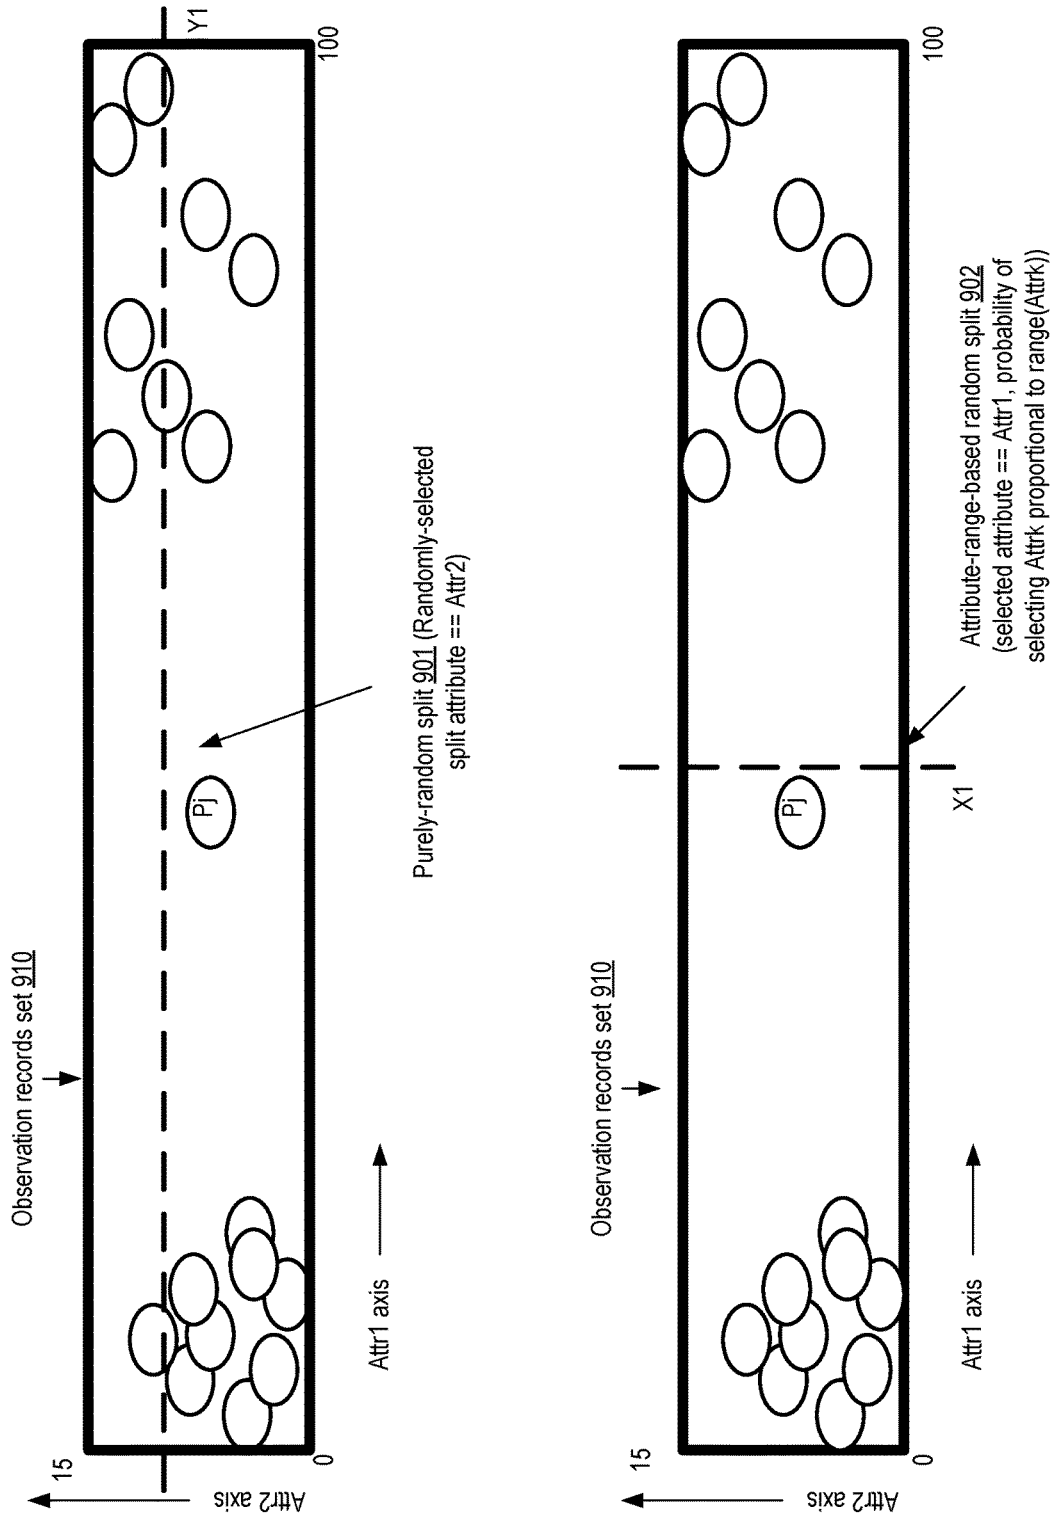 Observation records set 910
15
Attr2 axis
0
100
Y1
Attr1 axis
Pj
Purely-random split 901 (Randomly-selected
split attribute == Attr2)
Observation records set 910
15
Attr2 axis
0
100
Pj
X1
Attr1 axis
Attribute-range-based random split 902
(selected attribute == Attr1, probability of
selecting Attrk proportional to range(Attrk))